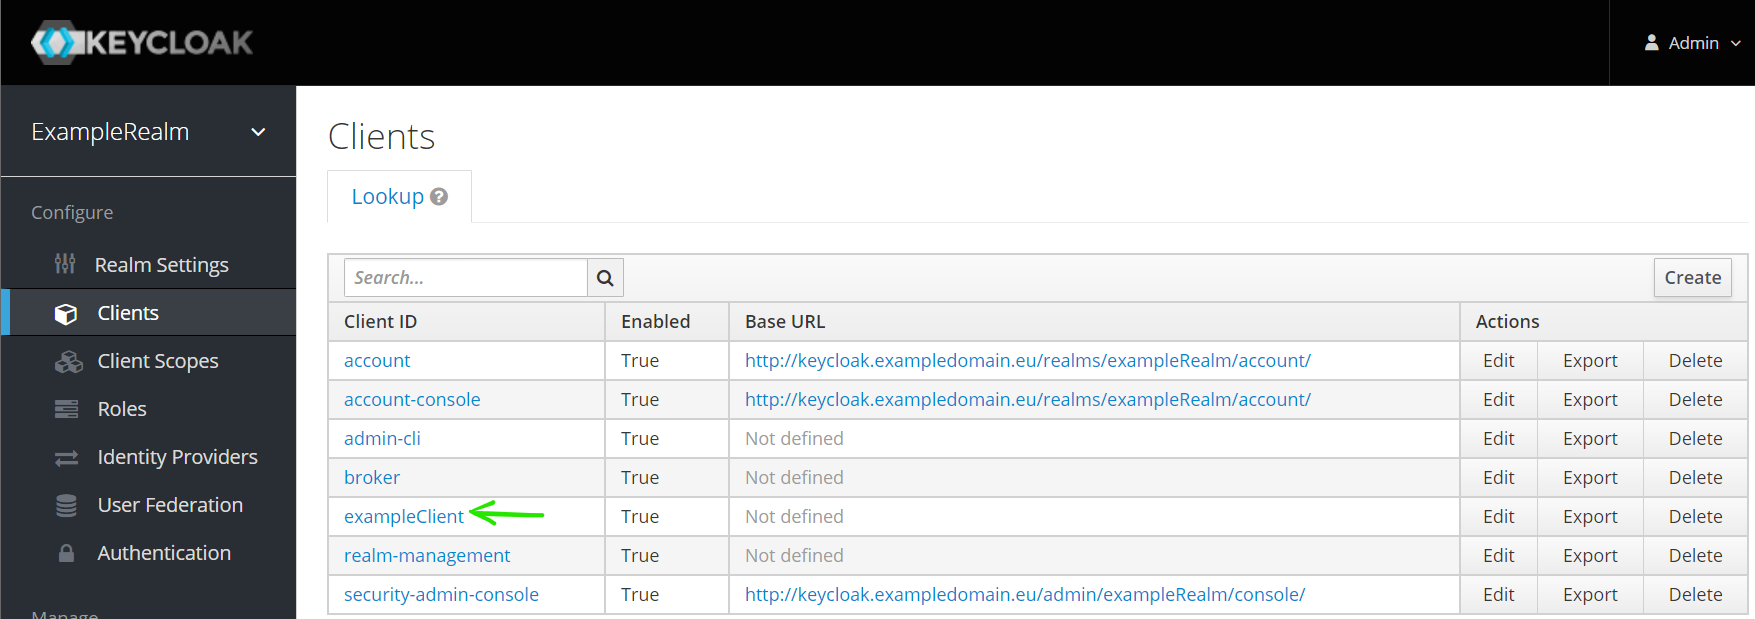 KEYCLOAK
Admin
ExampleRealm
Configure
Realm Settings
Clients
Client Scopes
Roles
Identity Providers
User Federation
Authentication
Manage
Clients
Lookup ?
Search...
Create
Client ID Enabled Base URL Actions
account True http://keycloak.exampledomain.eu/realms/exampleRealm/account/ Edit Export Delete
account-console True http://keycloak.exampledomain.eu/realms/exampleRealm/account/ Edit Export Delete
admin-cli True Not defined Edit Export Delete
broker True Not defined Edit Export Delete
exampleClient True Not defined Edit Export Delete
realm-management True Not defined Edit Export Delete
security-admin-console True http://keycloak.exampledomain.eu/admin/exampleRealm/console/ Edit Export Delete